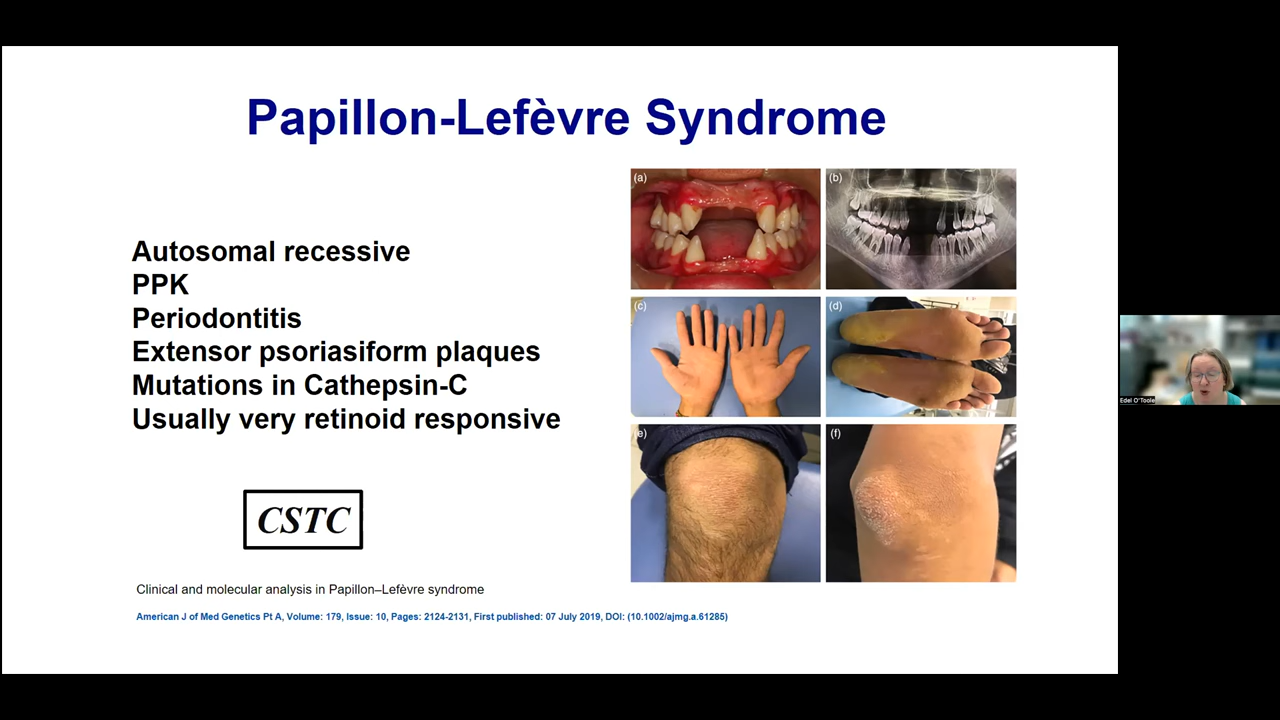 Papillon-Lefèvre Syndrome
Autosomal recessive
PPK
Periodontitis
Extensor psoriasiform plaques
Mutations in Cathepsin-C
Usually very retinoid responsive
CSTC
Clinical and molecular analysis in Papillon–Lefèvre syndrome
American J of Med Genetics Pt A, Volume: 179, Issue: 10, Pages: 2124-2131, First published: 07 July 2019, DOI: (10.1002/ajmg.a.61285)
(a)
(b)
(c)
(d)
(e)
(f)
Edel O'Toole